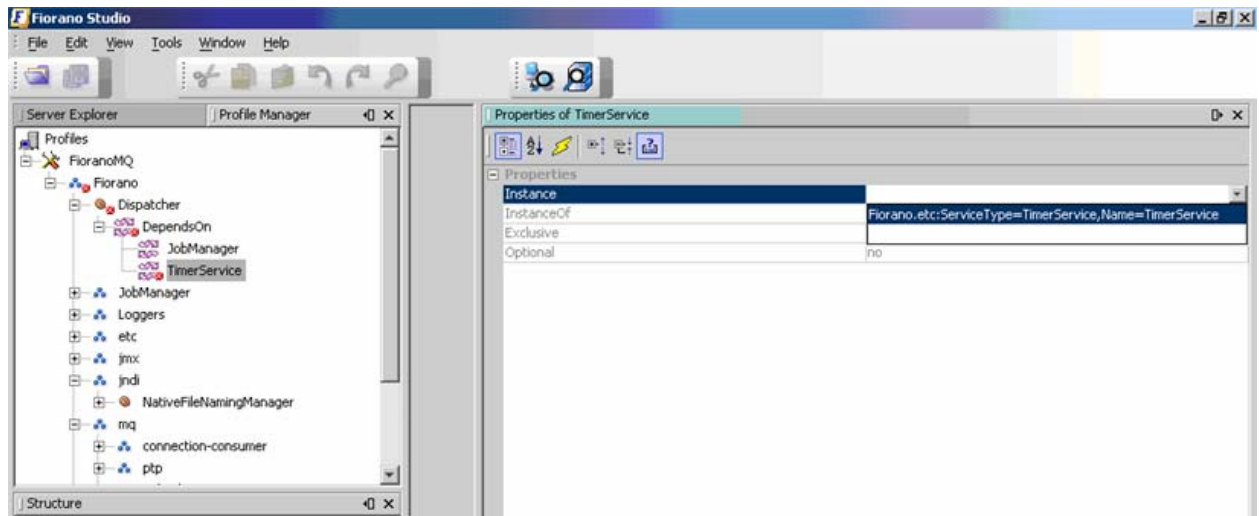 Fiorano Studio
File Edit View Tools Window Help
Server Explorer Profile Manager
Profiles
FioranoMQ
Fiorano
Dispatcher
DependsOn
JobManager
TimerService
JobManager
Loggers
etc
jmx
jndi
NativeFileNamingManager
mq
connection-consumer
ptp
Structure
Properties of TimerService
Properties
Instance
InstanceOf Fiorano.etc:ServiceType=TimerService,Name=TimerService
Exclusive
Optional no